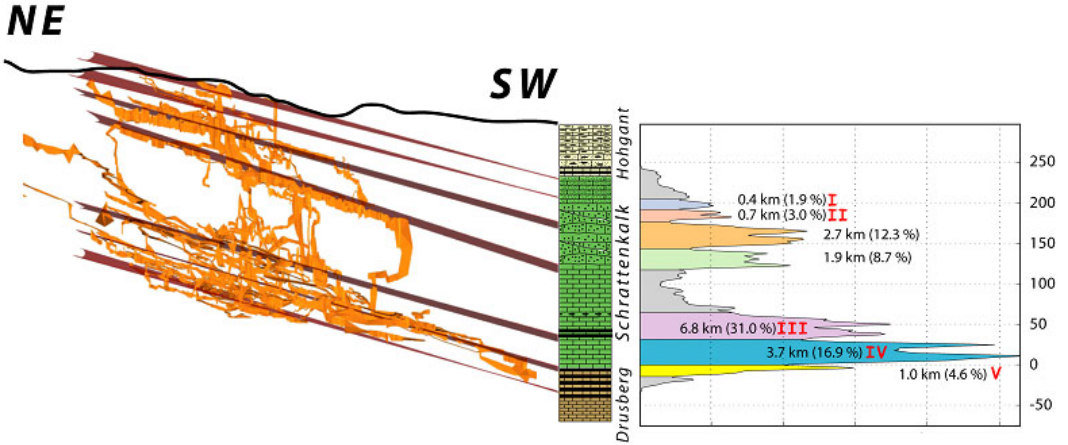 NE
SW
Hohgant
Schrattenkalk
Drusberg
0.4 km (1.9 %) I
0.7 km (3.0 %) II
2.7 km (12.3 %)
1.9 km (8.7 %)
6.8 km (31.0 %) III
3.7 km (16.9 %) IV
1.0 km (4.6 %) V
250
200
150
100
50
0
-50